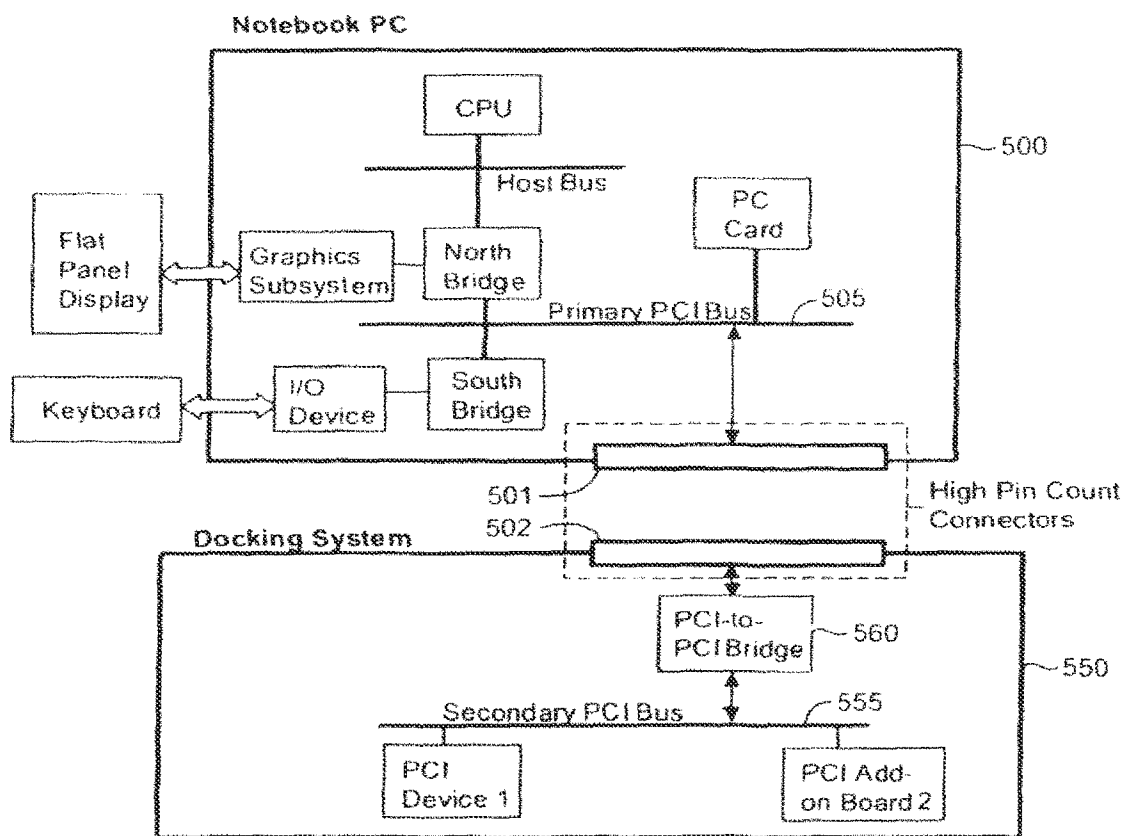 Notebook PC
CPU
500
Host Bus
PC
Card
Flat
Panel
Display
Graphics
Subsystem
North
Bridge
Primary PCI Bus
505
Keyboard
I/O
Device
South
Bridge
501
High Pin Count
Connectors
502
Docking System
PCI-to-
PCI Bridge
560
550
Secondary PCI Bus
555
PCI
Device 1
PCI Add-
on Board 2